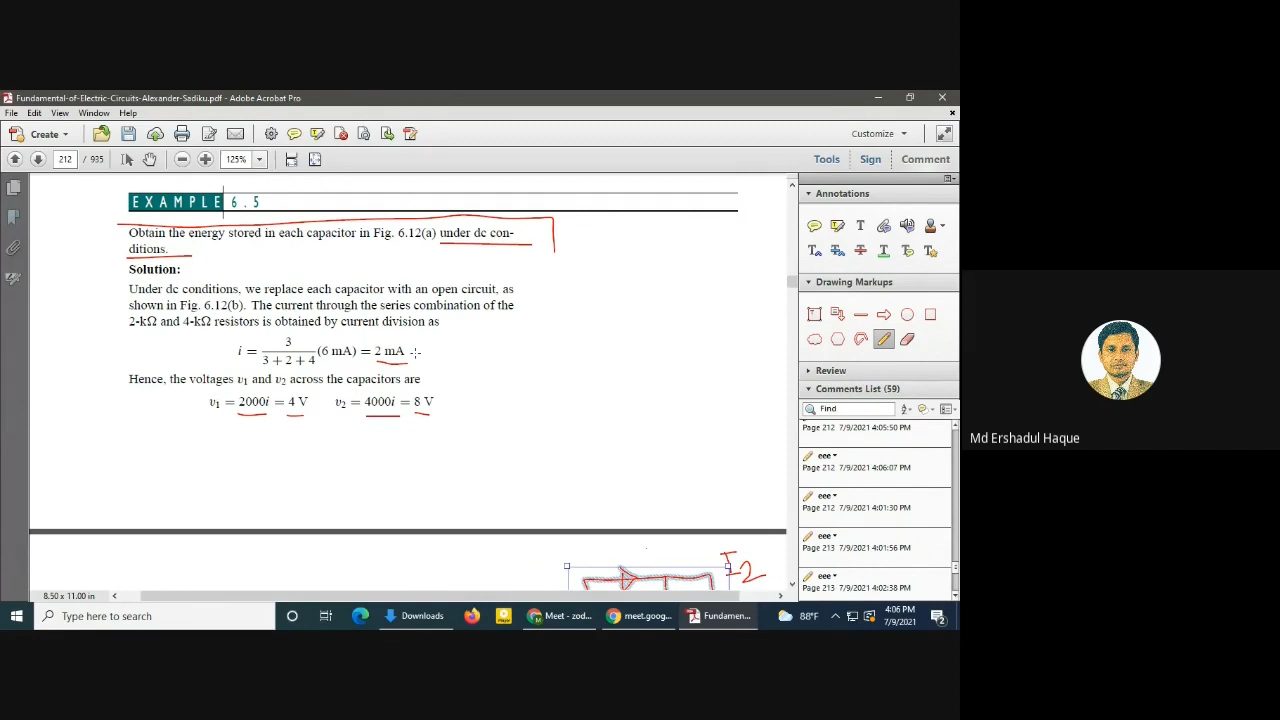 Fundamental-of-Electric-Circuits-Alexander-Sadiku.pdf - Adobe Acrobat Pro
File Edit View Window Help
Create
Customize
212 / 935
125%
Tools Sign Comment
EXAMPLE 6.5
Obtain the energy stored in each capacitor in Fig. 6.12(a) under dc con-
ditions.
Solution:
Under dc conditions, we replace each capacitor with an open circuit, as
shown in Fig. 6.12(b). The current through the series combination of the
2-kΩ and 4-kΩ resistors is obtained by current division as
i = 3 / (3 + 2 + 4) (6 mA) = 2 mA
Hence, the voltages v₁ and v₂ across the capacitors are
v₁ = 2000i = 4 V v₂ = 4000i = 8 V
I2
8.50 x 11.00 in
Annotations
Drawing Markups
Review
Comments List (59)
Find
Page 212 7/9/2021 4:05:50 PM
eee
Page 212 7/9/2021 4:06:07 PM
eee
Page 212 7/9/2021 4:01:30 PM
eee
Page 213 7/9/2021 4:01:56 PM
eee
Page 213 7/9/2021 4:02:38 PM
Md Ershadul Haque
Type here to search
Downloads
Meet - zod...
meet.goog...
Fundamen...
88°F
4:06 PM
7/9/2021
2